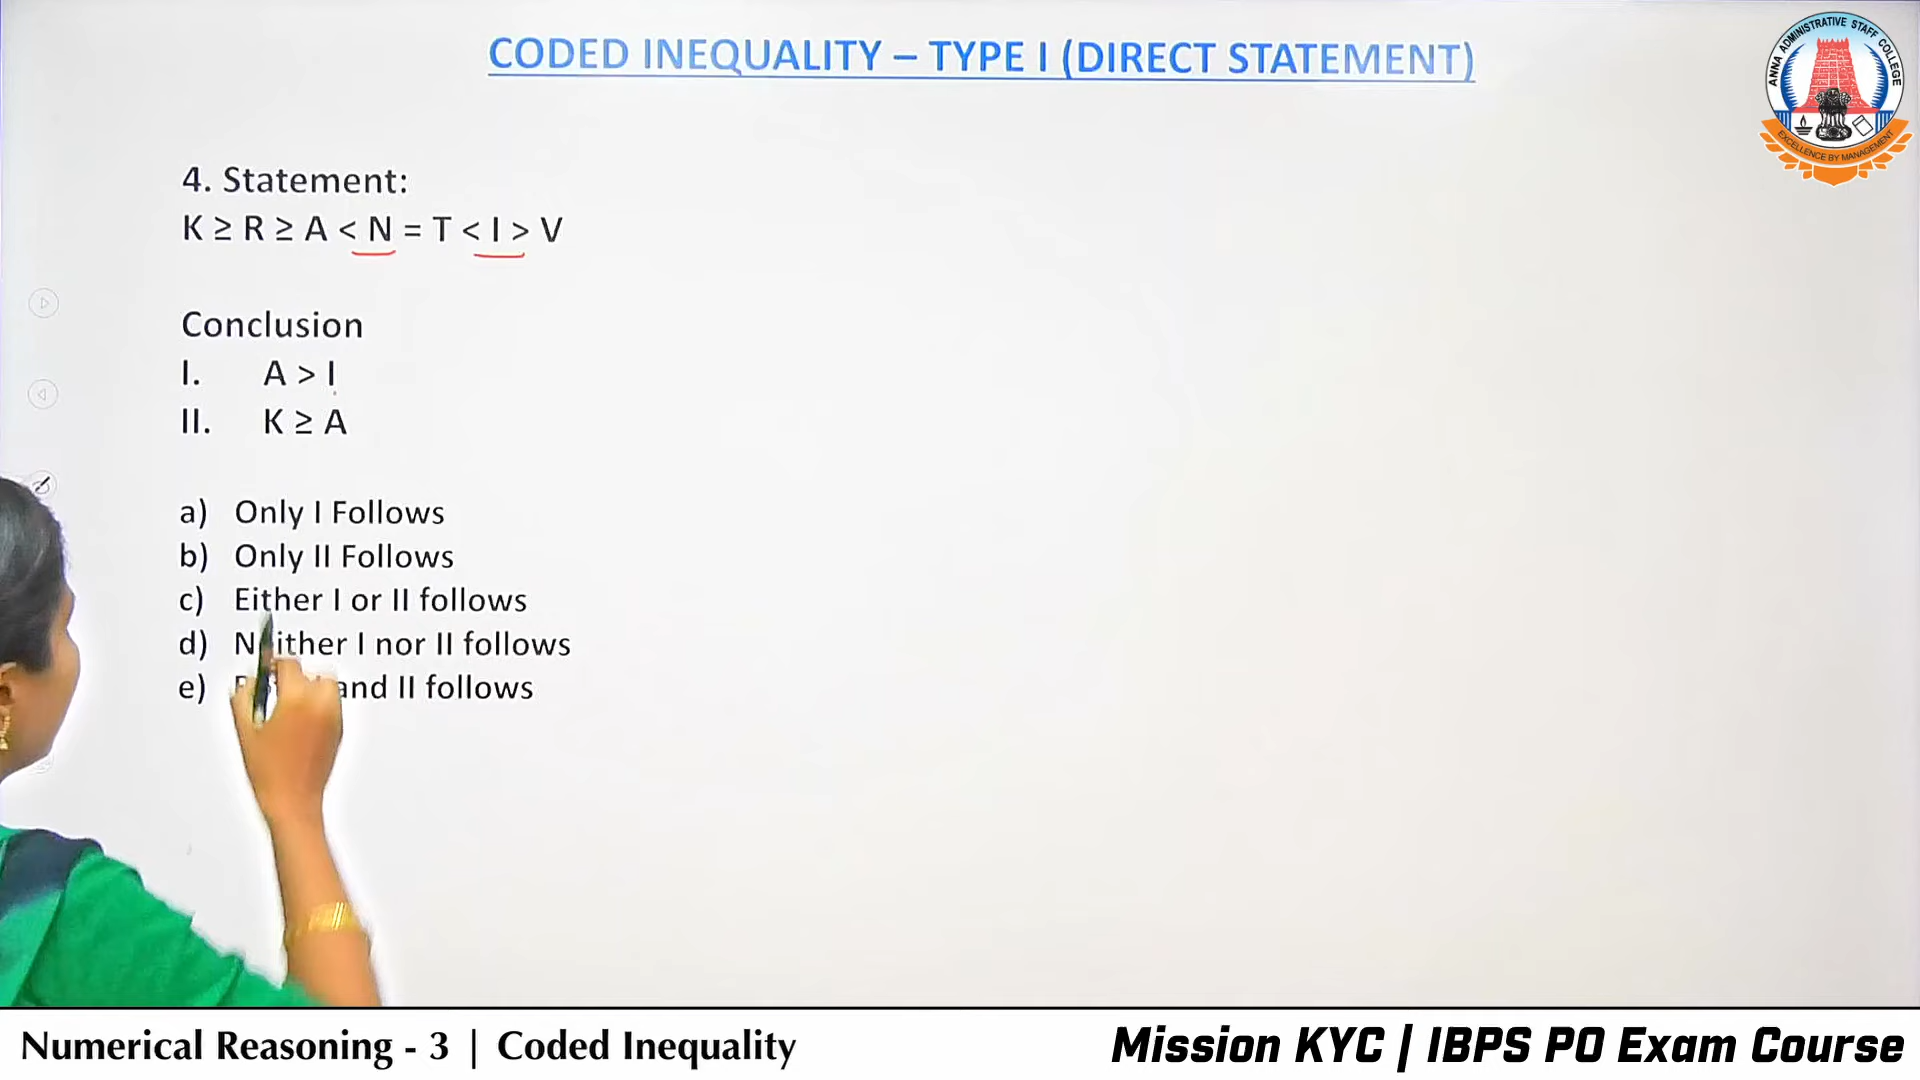 CODED INEQUALITY – TYPE I (DIRECT STATEMENT)
ANNA ADMINISTRATIVE STAFF COLLEGE
EXCELLENCE BY MANAGEMENT
4. Statement:
K ≥ R ≥ A < N = T < I > V
Conclusion
I. A > I
II. K ≥ A
a) Only I Follows
b) Only II Follows
c) Either I or II follows
d) Neither I nor II follows
e) and II follows
Numerical Reasoning - 3 | Coded Inequality
Mission KYC | IBPS PO Exam Course